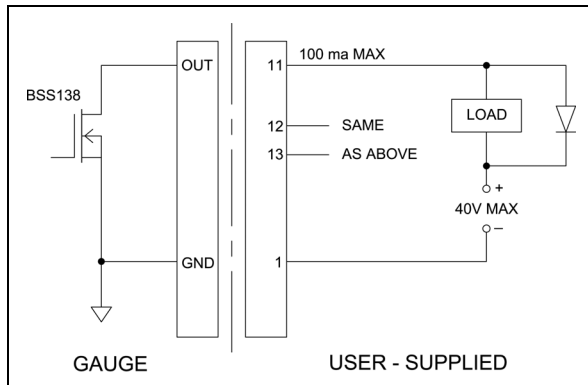 OUT
11
100 ma MAX
BSS138
LOAD
12
SAME
13
AS ABOVE
+
40V MAX
–
GND
1
GAUGE
USER - SUPPLIED